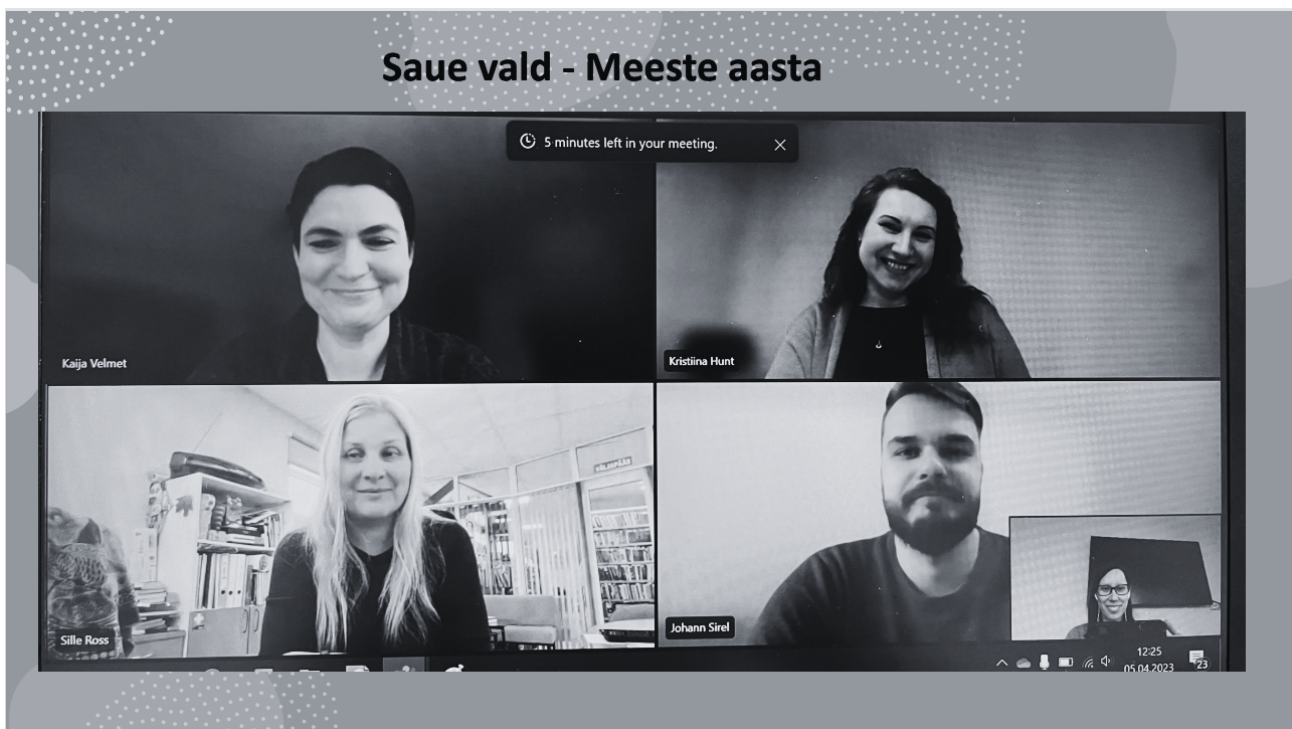 Saue vald - Meeste aasta
5 minutes left in your meeting.
Kaija Velmet
Kristiina Hunt
Sille Ross
Johann Sirel
12:25
05.04.2023
23